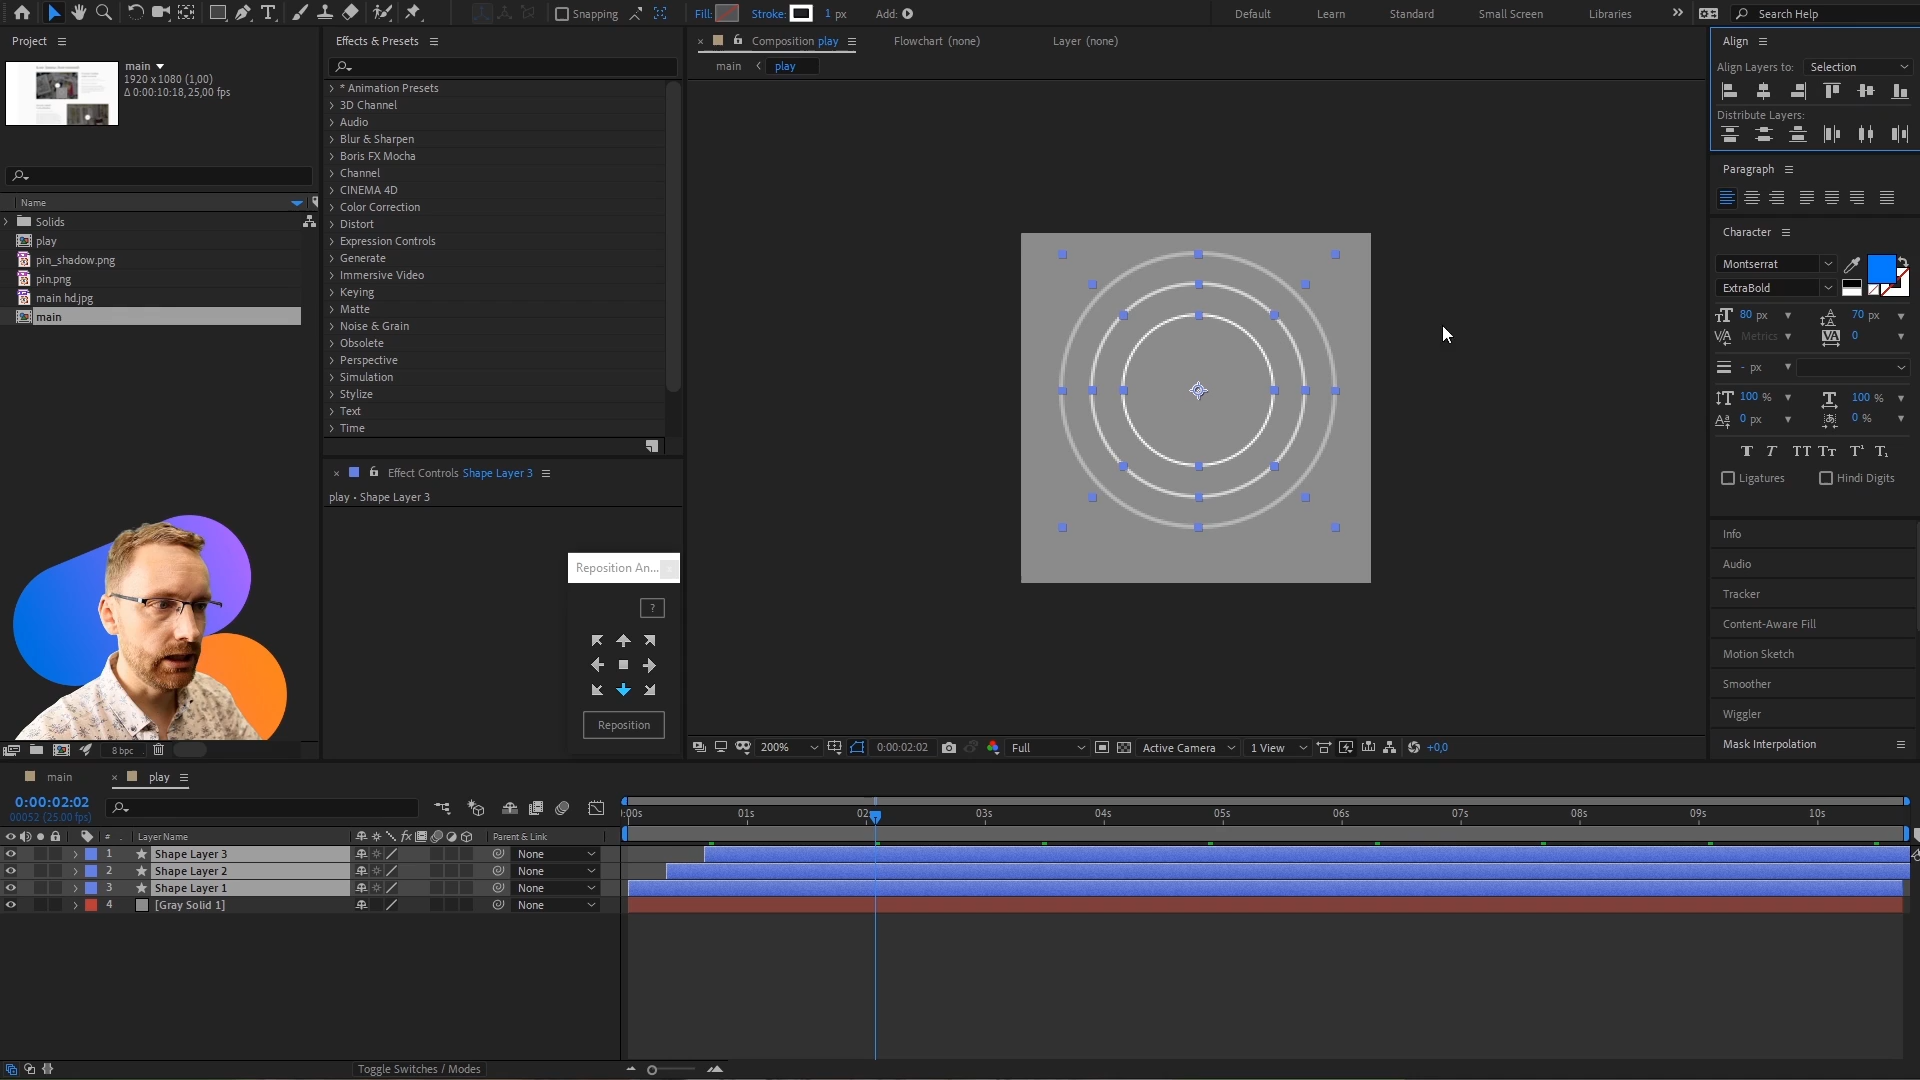 Snapping
Fill:
Stroke:
1 px
Add:
Default
Learn
Standard
Small Screen
Libraries
Search Help
Project
main
1920 x 1080 (1,00)
Δ 0:00:10:18, 25,00 fps
Name
Solids
play
pin_shadow.png
pin.png
main hd.jpg
main
8 bpc
Effects & Presets
* Animation Presets
3D Channel
Audio
Blur & Sharpen
Boris FX Mocha
Channel
CINEMA 4D
Color Correction
Distort
Expression Controls
Generate
Immersive Video
Keying
Matte
Noise & Grain
Obsolete
Perspective
Simulation
Stylize
Text
Time
Effect Controls Shape Layer 3
play • Shape Layer 3
Reposition An...
?
Reposition
Composition play
Flowchart (none)
Layer (none)
main
play
200%
0:00:02:02
Full
Active Camera
1 View
+0,0
Align
Align Layers to:
Selection
Distribute Layers:
Paragraph
Character
Montserrat
ExtraBold
80 px
70 px
Metrics
0
- px
100 %
100 %
0 px
0 %
Ligatures
Hindi Digits
Info
Audio
Tracker
Content-Aware Fill
Motion Sketch
Smoother
Wiggler
Mask Interpolation
main
play
0:00:02:02
00052 (25.00 fps)
#
Layer Name
Parent & Link
1
Shape Layer 3
None
2
Shape Layer 2
None
3
Shape Layer 1
None
4
[Gray Solid 1]
None
:00s
01s
02
03s
04s
05s
06s
07s
08s
09s
10s
Toggle Switches / Modes